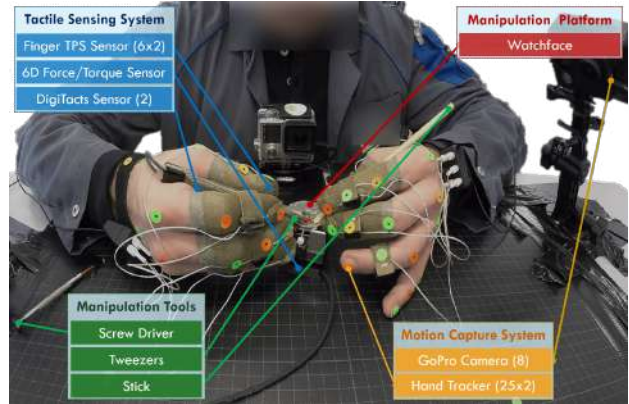 Tactile Sensing System
Finger TPS Sensor (6x2)
6D Force/Torque Sensor
DigiTacts Sensor (2)
Manipulation Platform
Watchface
Manipulation Tools
Screw Driver
Tweezers
Stick
Motion Capture System
GoPro Camera (8)
Hand Tracker (25x2)